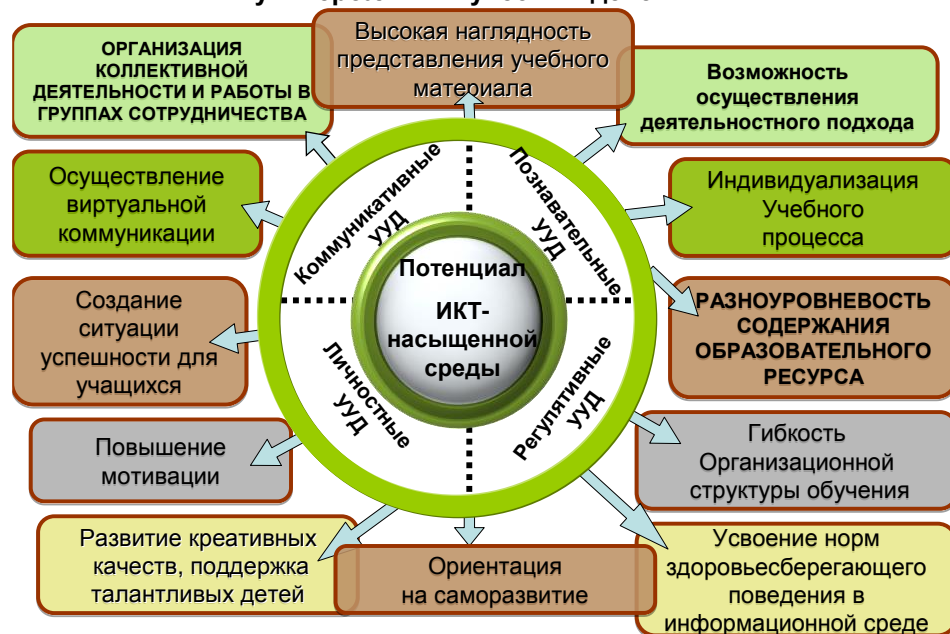 Высокая наглядность
представления учебного
материала
ОРГАНИЗАЦИЯ
КОЛЛЕКТИВНОЙ
ДЕЯТЕЛЬНОСТИ И РАБОТЫ В
ГРУППАХ СОТРУДНИЧЕСТВА
Возможность
осуществления
деятельностного подхода
Осуществление
виртуальной
коммуникации
Индивидуализация
Учебного
процесса
Создание
ситуации
успешности для
учащихся
РАЗНОУРОВНЕВОСТЬ
СОДЕРЖАНИЯ
ОБРАЗОВАТЕЛЬНОГО
РЕСУРСА
Коммуникативные
УУД
Познавательные
УУД
Потенциал
ИКТ-
насыщенной
среды
Личностные
УУД
Регулятивные
УУД
Повышение
мотивации
Гибкость
Организационной
структуры обучения
Развитие креативных
качеств, поддержка
талантливых детей
Ориентация
на саморазвитие
Усвоение норм
здоровьесберегающего
поведения в
информационной среде